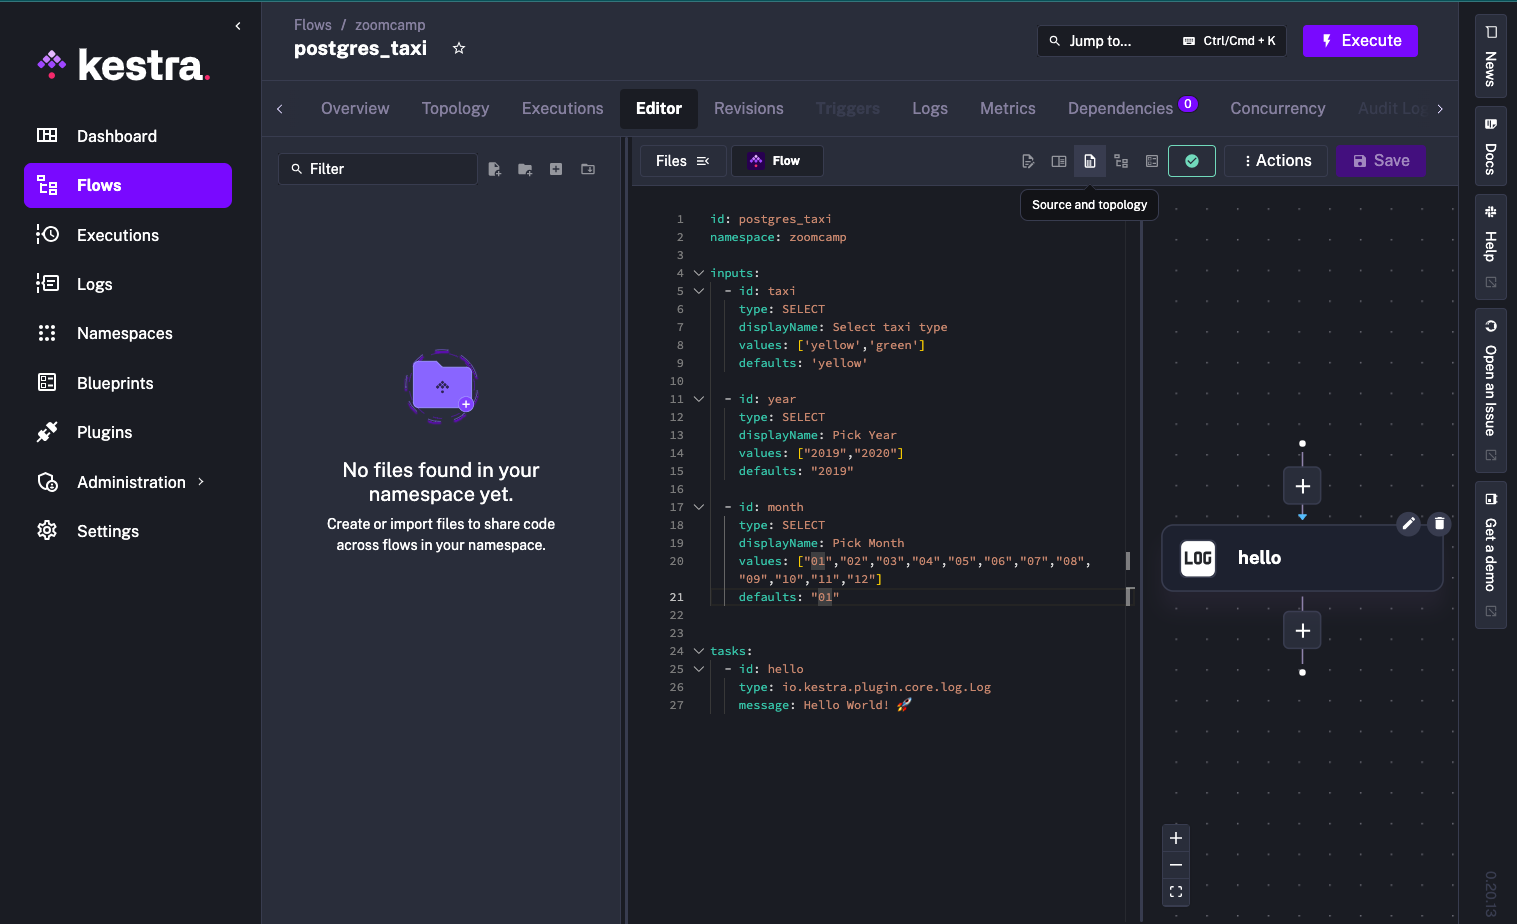 kestra.
Dashboard
Flows
Executions
Logs
Namespaces
Blueprints
Plugins
Administration
Settings
Flows / zoomcamp
postgres_taxi
Jump to...
Ctrl/Cmd + K
Execute
Overview
Topology
Executions
Editor
Revisions
Triggers
Logs
Metrics
Dependencies 0
Concurrency
Audit Log
Filter
No files found in your
namespace yet.
Create or import files to share code
across flows in your namespace.
Files
Flow
Actions
Save
Source and topology
1 id: postgres_taxi
2 namespace: zoomcamp
3
4 inputs:
5 - id: taxi
6 type: SELECT
7 displayName: Select taxi type
8 values: ['yellow','green']
9 defaults: 'yellow'
10
11 - id: year
12 type: SELECT
13 displayName: Pick Year
14 values: ["2019","2020"]
15 defaults: "2019"
16
17 - id: month
18 type: SELECT
19 displayName: Pick Month
20 values: ["01","02","03","04","05","06","07","08",
"09","10","11","12"]
21 defaults: "01"
22
23
24 tasks:
25 - id: hello
26 type: io.kestra.plugin.core.log.Log
27 message: Hello World! 🚀
LOG
hello
News
Docs
Help
Open an Issue
Get a demo
0.20.13